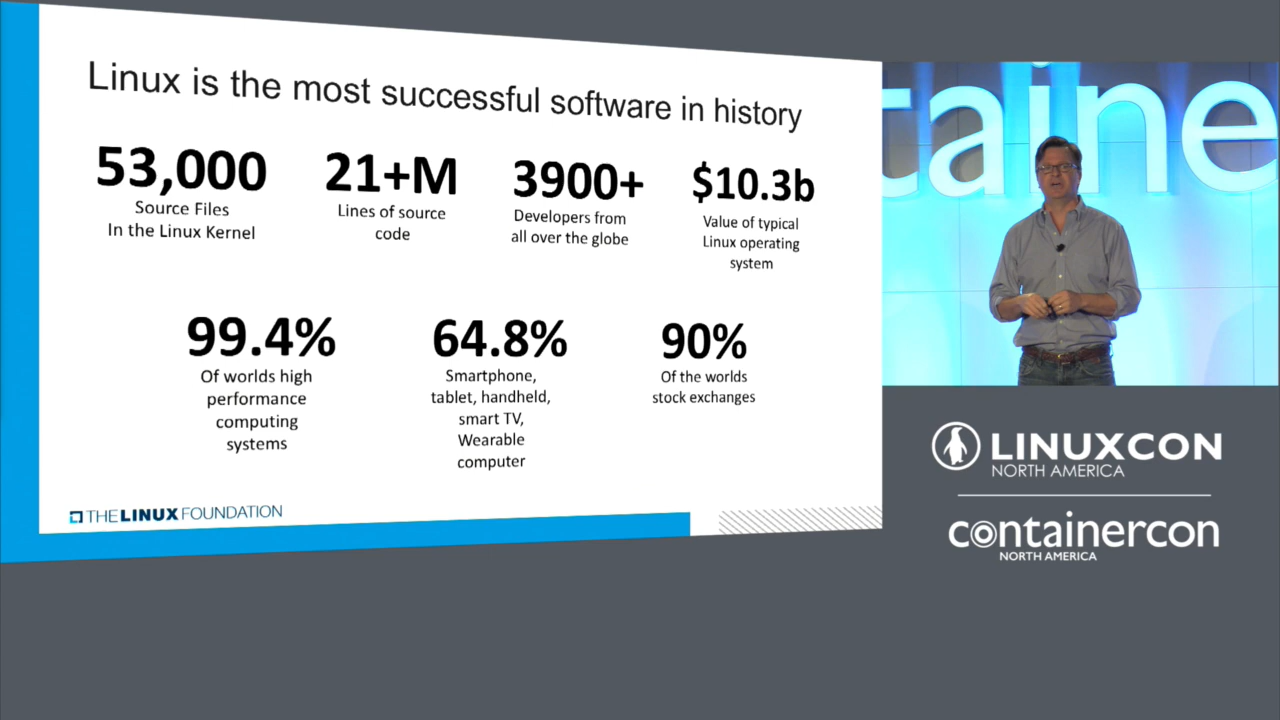 Linux is the most successful software in history
53,000
Source Files
In the Linux Kernel
21+M
Lines of source
code
3900+
Developers from
all over the globe
$10.3b
Value of typical
Linux operating
system
99.4%
Of worlds high
performance
computing
systems
64.8%
Smartphone,
tablet, handheld,
smart TV,
Wearable
computer
90%
Of the worlds
stock exchanges
THE LINUX FOUNDATION
taine
LINUXCON
NORTH AMERICA
containercon
NORTH AMERICA